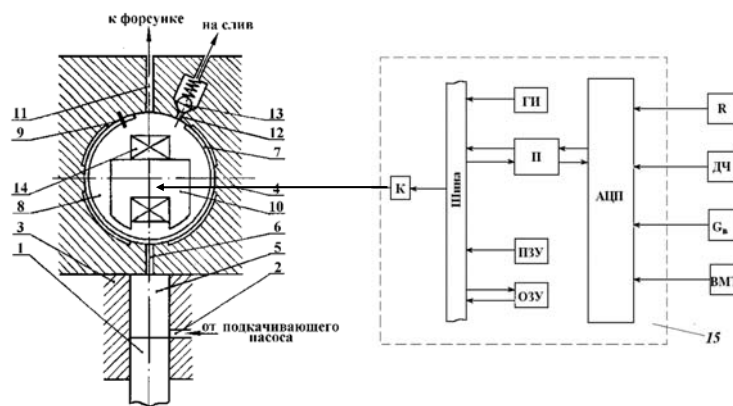 к форсунке
на слив
11
9
14
8
3
1
13
12
7
4
10
6
5
2
от подкачивающего
насоса
К
Шина
ГИ
П
ПЗУ
ОЗУ
АЦП
R
ДЧ
Gв
ВМТ
15